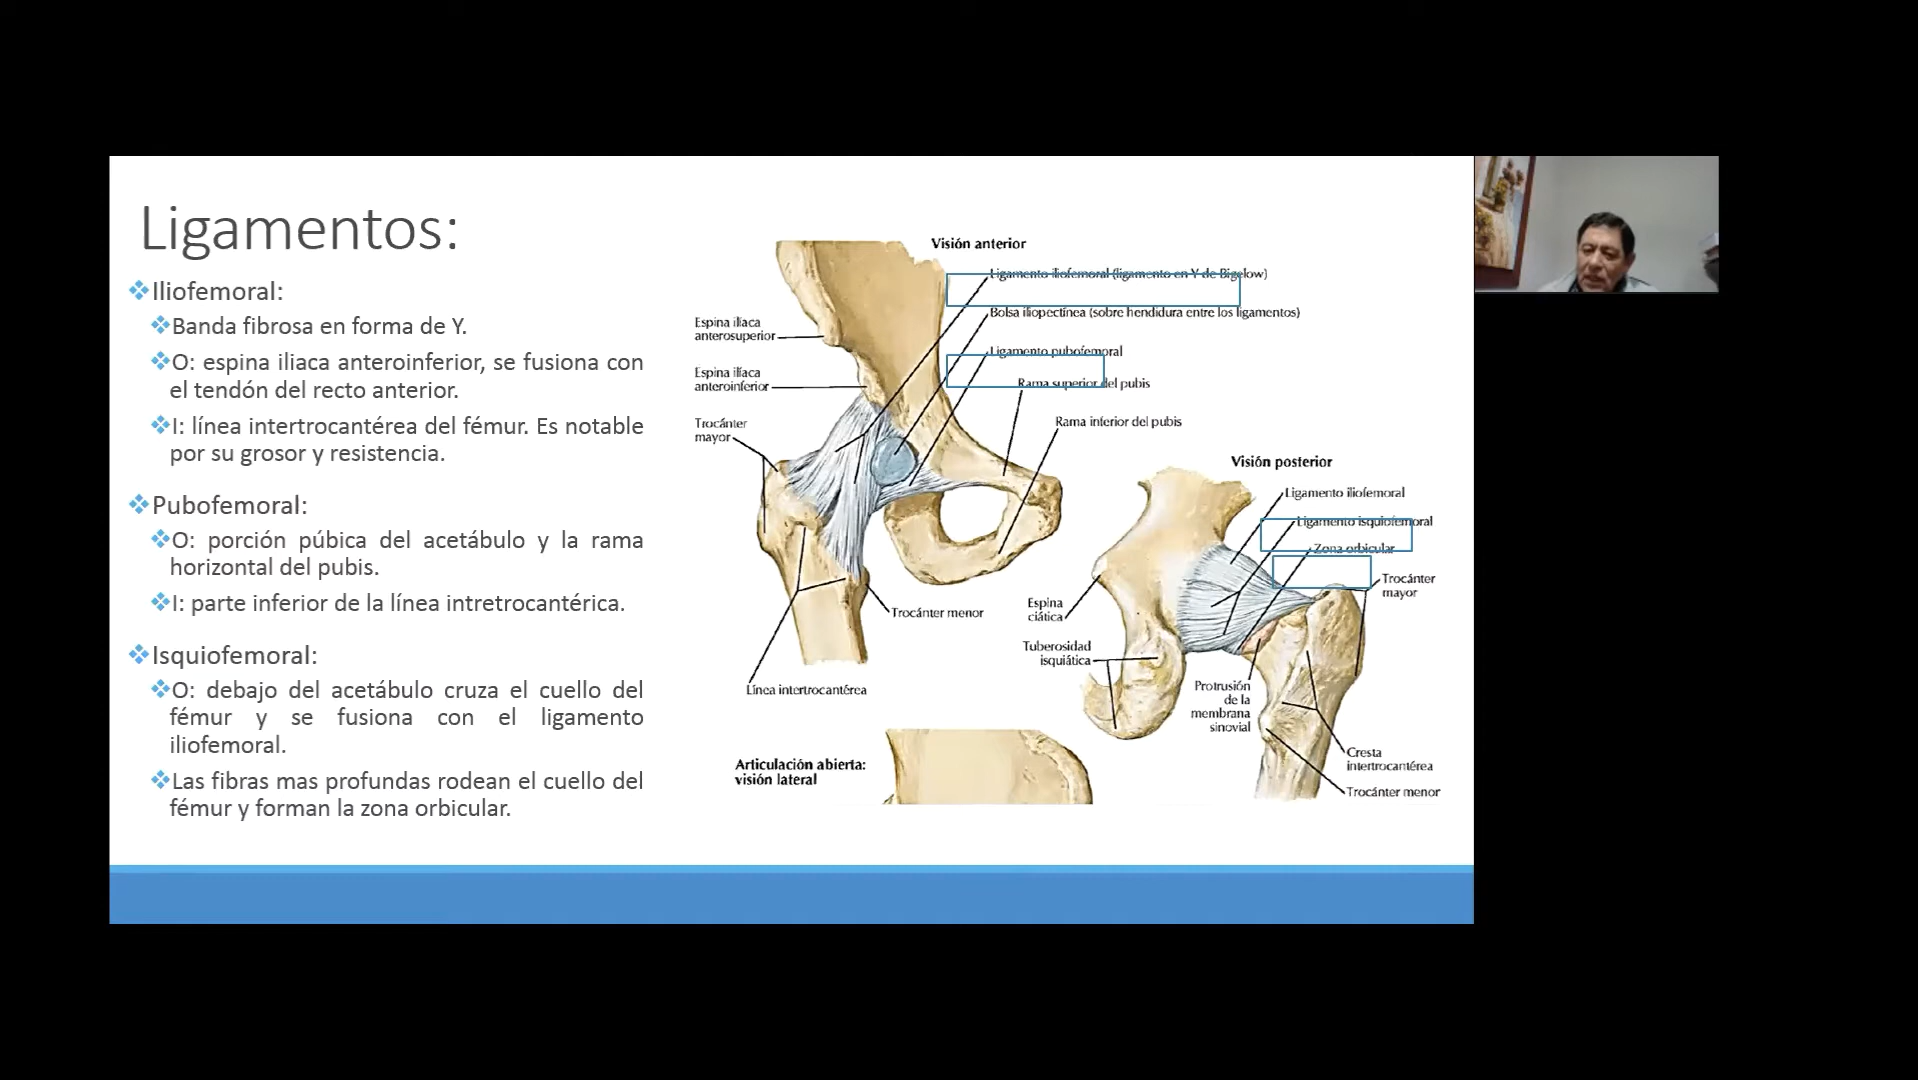 Ligamentos:
Iliofemoral:
Banda fibrosa en forma de Y.
O: espina iliaca anteroinferior, se fusiona con
el tendón del recto anterior.
I: línea intertrocantérea del fémur. Es notable
por su grosor y resistencia.
Pubofemoral:
O: porción púbica del acetábulo y la rama
horizontal del pubis.
I: parte inferior de la línea intretrocantérica.
Isquiofemoral:
O: debajo del acetábulo cruza el cuello del
fémur y se fusiona con el ligamento
iliofemoral.
Las fibras mas profundas rodean el cuello del
fémur y forman la zona orbicular.
Visión anterior
Ligamento iliofemoral (ligamento en Y de Bigelow)
Bolsa iliopectínea (sobre hendidura entre los ligamentos)
Ligamento pubofemoral
Rama superior del pubis
Rama inferior del pubis
Espina ilíaca
anterosuperior
Espina ilíaca
anteroinferior
Trocánter
mayor
Trocánter menor
Línea intertrocantérea
Visión posterior
Ligamento iliofemoral
Ligamento isquiofemoral
Zona orbicular
Trocánter
mayor
Espina
ciática
Tuberosidad
isquiática
Protrusión
de la
membrana
sinovial
Cresta
intertrocantérea
Trocánter menor
Articulación abierta:
visión lateral